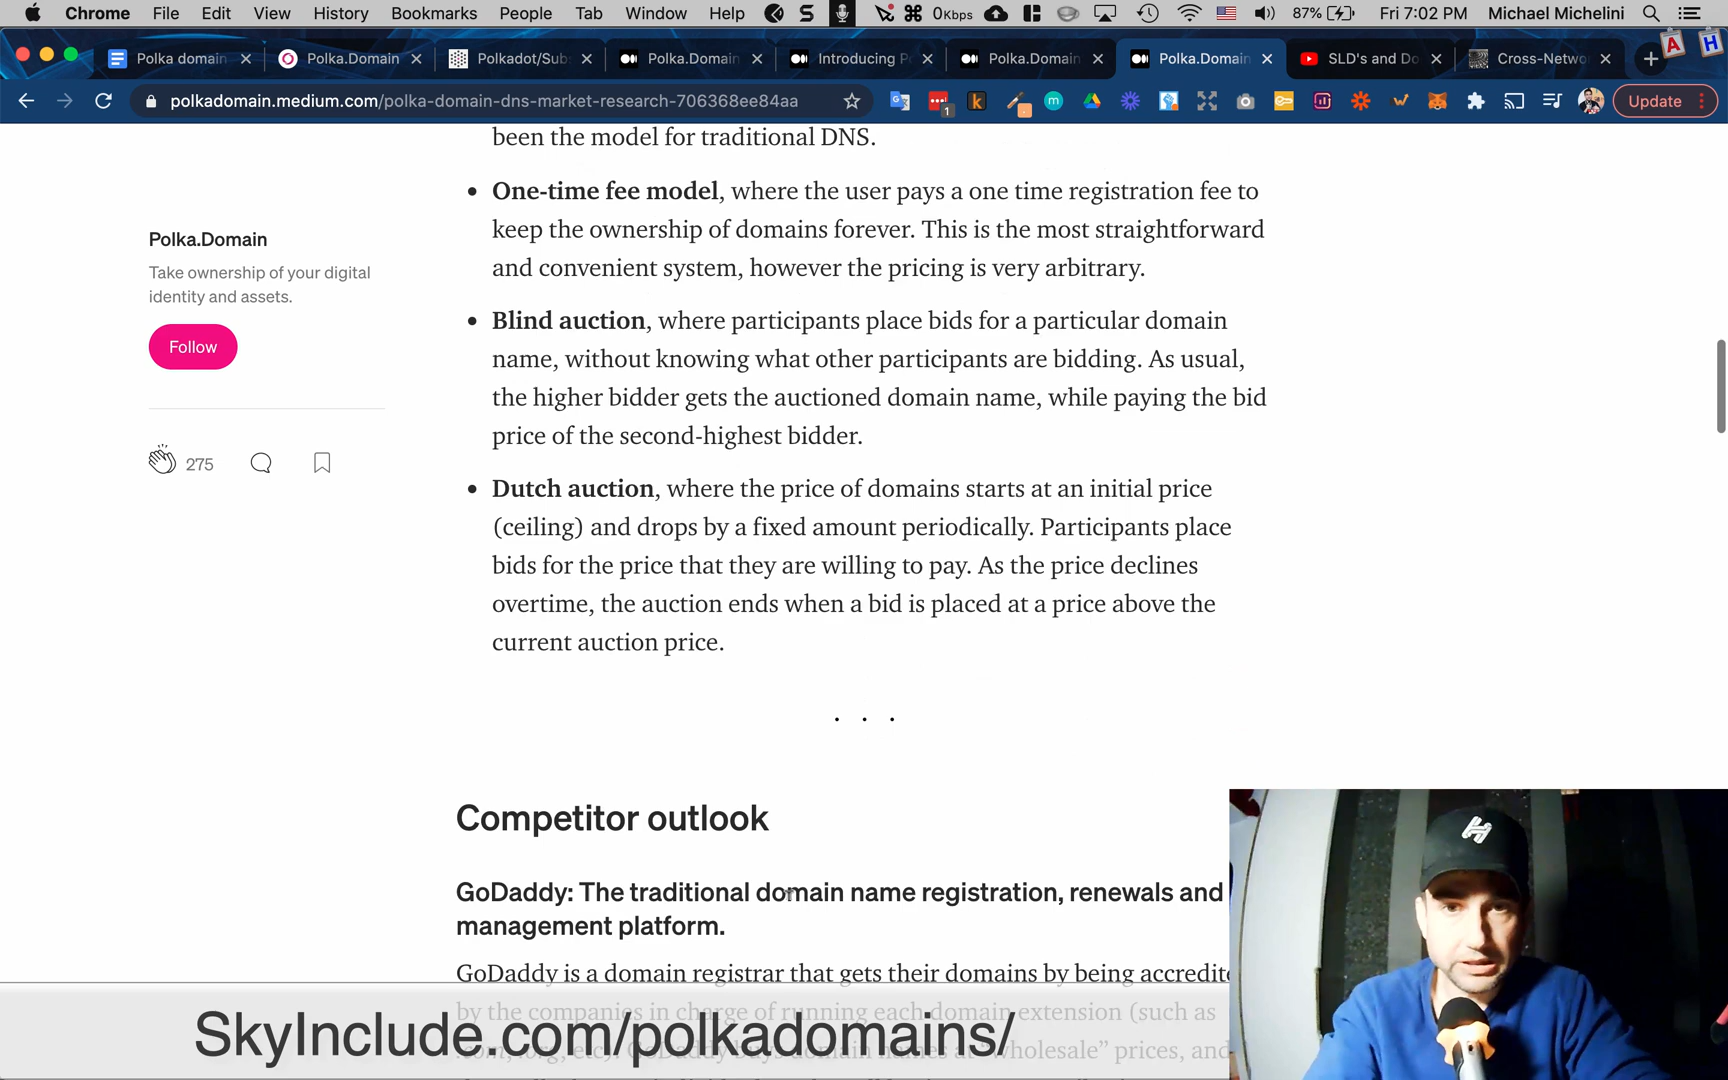 Chrome File Edit View History Bookmarks People Tab Window Help 0Kbps 87% Fri 7:02 PM Michael Michelini
Polka domain Polka.Domain Polkadot/Sub Polka.Domain Introducing P Polka.Domain Polka.Domain SLD's and Do Cross-Netwo
polkadomain.medium.com/polka-domain-dns-market-research-706368ee84aa Update
been the model for traditional DNS.
• One-time fee model, where the user pays a one time registration fee to
keep the ownership of domains forever. This is the most straightforward
and convenient system, however the pricing is very arbitrary.
Polka.Domain
Take ownership of your digital
identity and assets.
Follow
275
• Blind auction, where participants place bids for a particular domain
name, without knowing what other participants are bidding. As usual,
the higher bidder gets the auctioned domain name, while paying the bid
price of the second-highest bidder.
• Dutch auction, where the price of domains starts at an initial price
(ceiling) and drops by a fixed amount periodically. Participants place
bids for the price that they are willing to pay. As the price declines
overtime, the auction ends when a bid is placed at a price above the
current auction price.
. . .
Competitor outlook
GoDaddy: The traditional domain name registration, renewals and
management platform.
GoDaddy is a domain registrar that gets their domains by being accredite
by the companies in charge of running each domain extension (such as
SkyInclude.com/polkadomains/
.com, .org, etc). GoDaddy buys domain names at “wholesale” prices, and